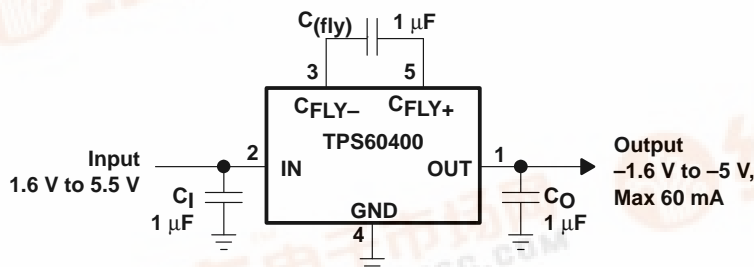 C(fly) 1 μF
3 5
CFLY– CFLY+
TPS60400
Input 2 IN OUT 1 Output
1.6 V to 5.5 V –1.6 V to –5 V,
CI CO Max 60 mA
1 μF GND 1 μF
4